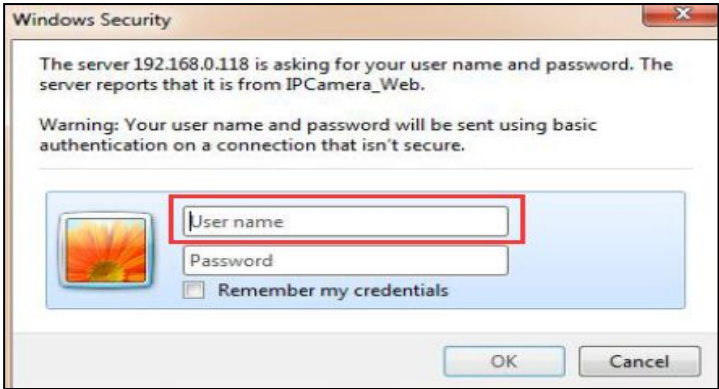 Windows Security
The server 192.168.0.118 is asking for your user name and password. The
server reports that it is from IPCamera_Web.
Warning: Your user name and password will be sent using basic
authentication on a connection that isn't secure.
User name
Password
Remember my credentials
OK
Cancel